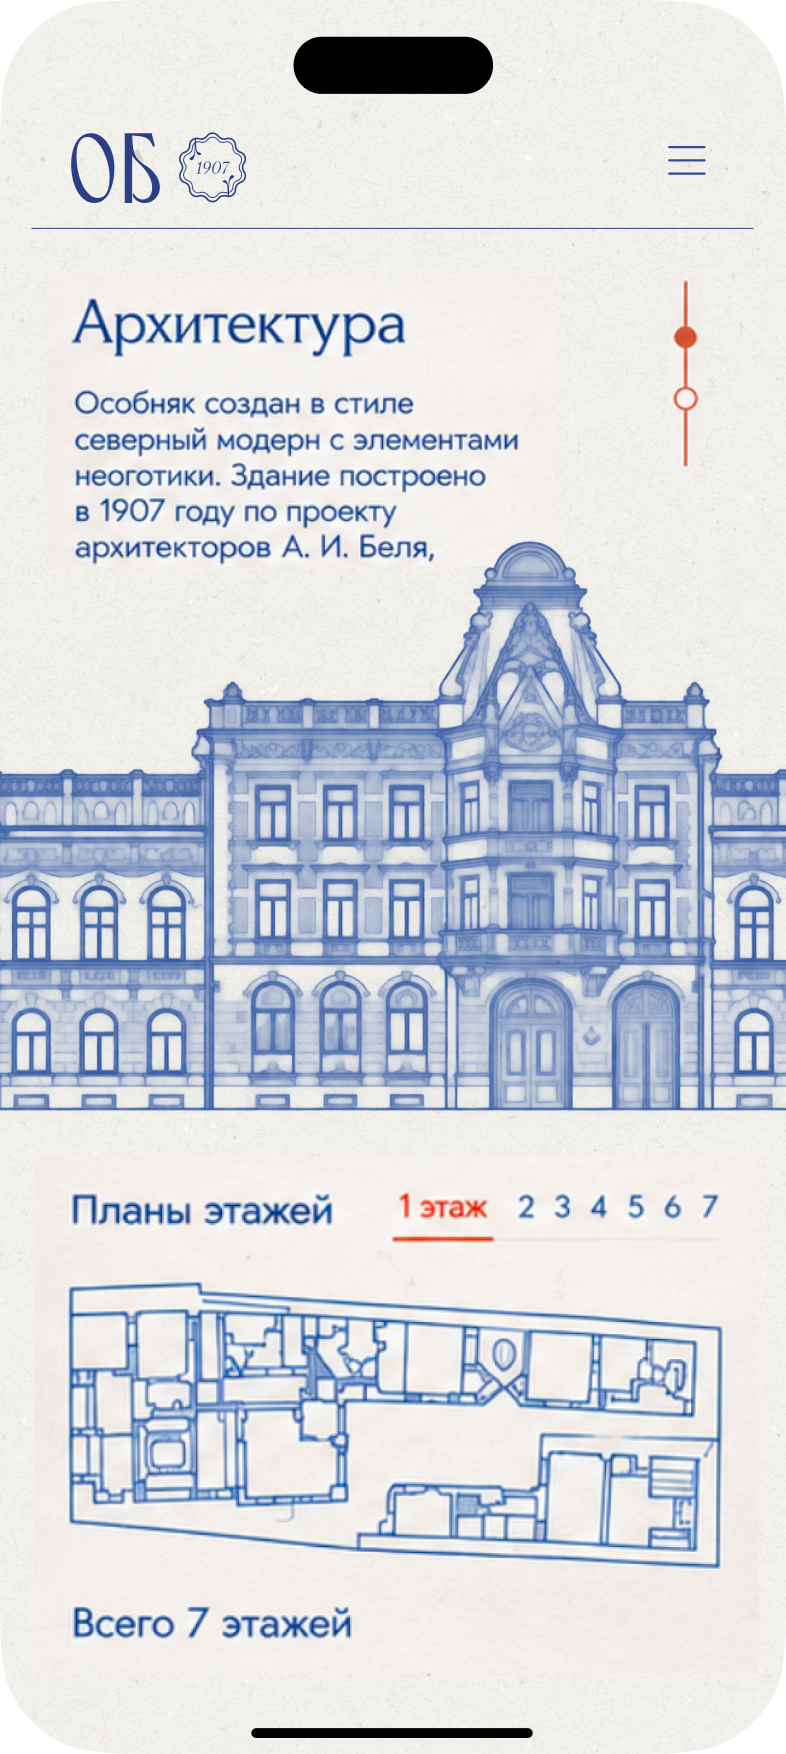 ОБ 1907
Архитектура
Особняк создан в стиле
северный модерн с элементами
неоготики. Здание построено
в 1907 году по проекту
архитекторов А. И. Беля,
Планы этажей 1 этаж 2 3 4 5 6 7
Всего 7 этажей